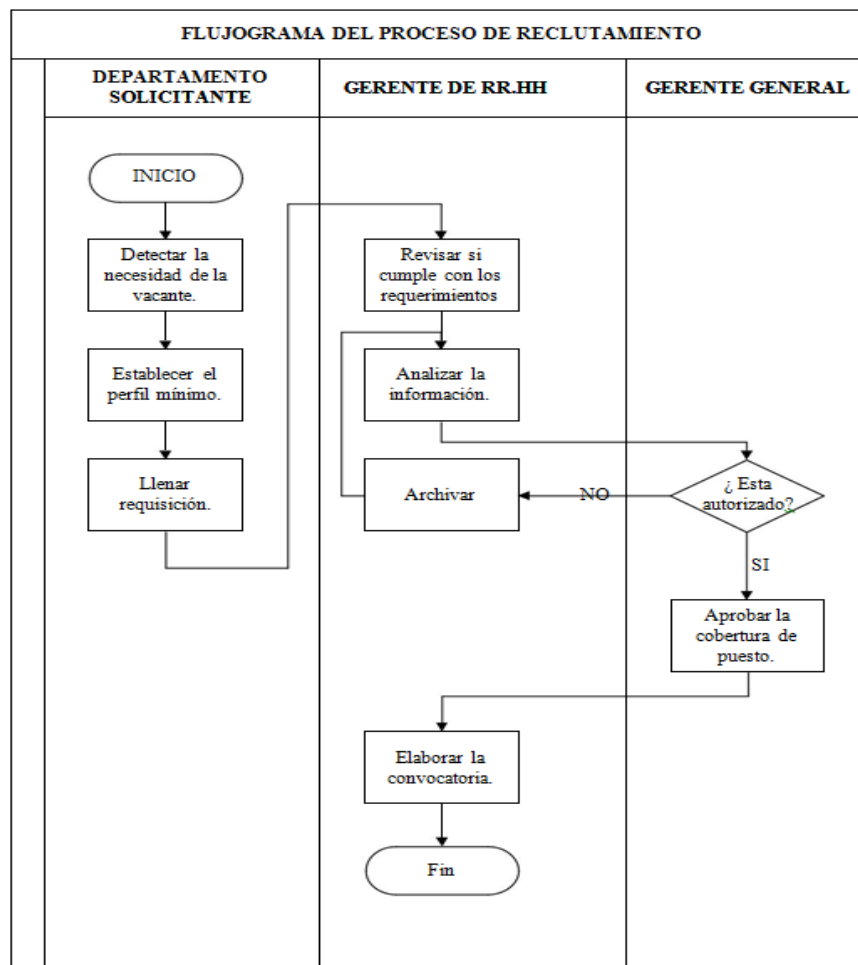 FLUJOGRAMA DEL PROCESO DE RECLUTAMIENTO
DEPARTAMENTO
SOLICITANTE
GERENTE DE RR.HH
GERENTE GENERAL
INICIO
Detectar la
necesidad de la
vacante.
Establecer el
perfil mínimo.
Llenar
requisición.
Revisar si
cumple con los
requerimientos
Analizar la
información.
¿ Esta
autorizado?
NO
Archivar
SI
Aprobar la
cobertura de
puesto.
Elaborar la
convocatoria.
Fin